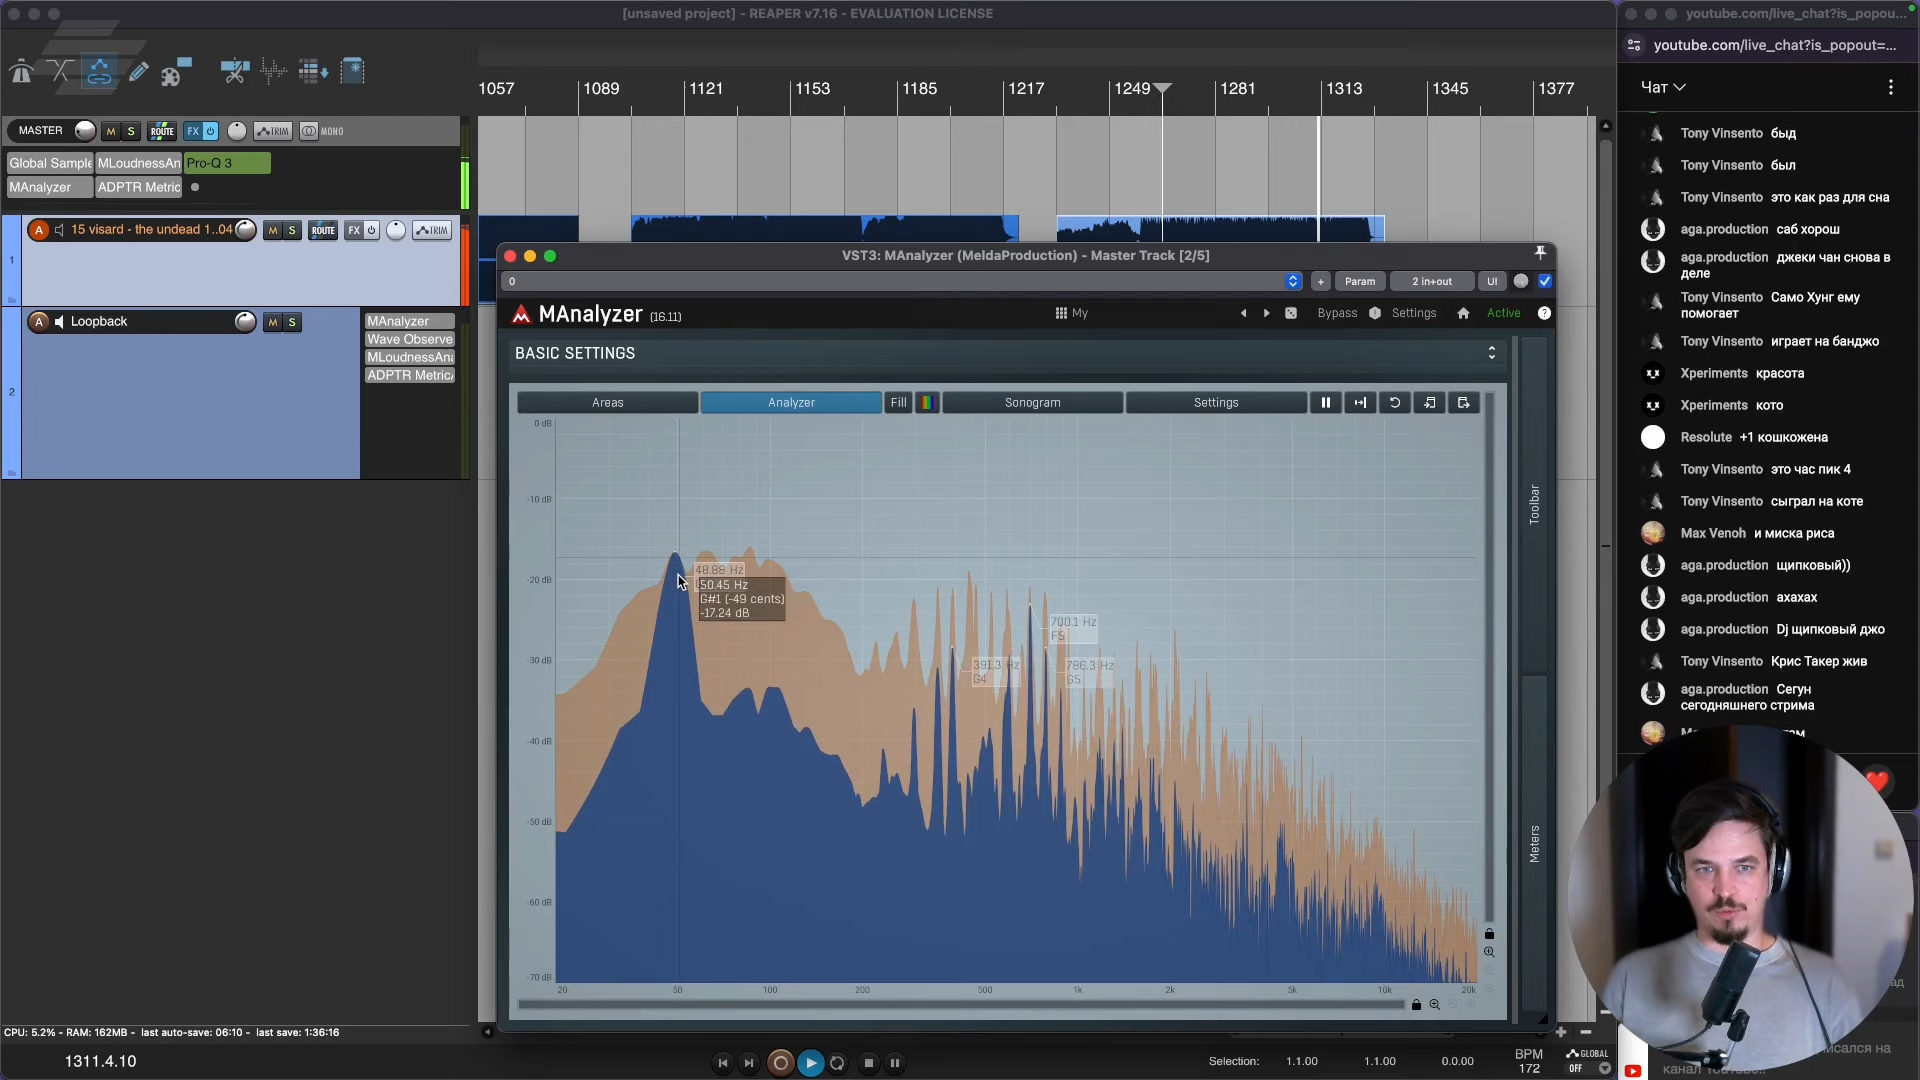 [unsaved project] - REAPER v7.16 - EVALUATION LICENSE
youtube.com/live_chat?is_popou...
youtube.com/live_chat?is_popout=...
Чат
1057 1089 1121 1153 1185 1217 1249 1281 1313 1345 1377
MASTER M S ROUTE FX TRIM MONO
Global Sample MLoudnessAn Pro-Q 3
MAnalyzer ADPTR Metric
1
A 15 visard - the undead 1..04 M S ROUTE FX TRIM
2
A Loopback M S
MAnalyzer
Wave Observe
MLoudnessAna
ADPTR Metric
VST3: MAnalyzer (MeldaProduction) - Master Track [2/5]
0 + Param 2 in+out UI
MAnalyzer (16.11) My Bypass Settings Active ?
BASIC SETTINGS
Areas Analyzer Fill Sonogram Settings
Toolbar
Meters
0 dB
-10 dB
-20 dB
-30 dB
-40 dB
-50 dB
-60 dB
-70 dB
48.88 Hz
50.45 Hz
G#1 (-49 cents)
-17.24 dB
391.3 Hz
G4
700.1 Hz
F5
786.3 Hz
G5
20 50 100 200 500 1k 2k 5k 10k 20k
Tony Vinsento быд
Tony Vinsento был
Tony Vinsento это как раз для сна
aga.production саб хорош
aga.production джеки чан снова в
деле
Tony Vinsento Само Хунг ему
помогает
Tony Vinsento играет на банджо
Xperiments красота
Xperiments кото
Resolute +1 кошкожена
Tony Vinsento это час пик 4
Tony Vinsento сыграл на коте
Max Venoh и миска риса
aga.production щипковый))
aga.production ахахах
aga.production Dj щипковый джо
Tony Vinsento Крис Такер жив
aga.production Сегун
сегодняшнего стрима
CPU: 5.2% - RAM: 162MB - last auto-save: 06:10 - last save: 1:36:16
1311.4.10
Selection: 1.1.00 1.1.00 0.0.00
BPM
172
GLOBAL
OFF
канал